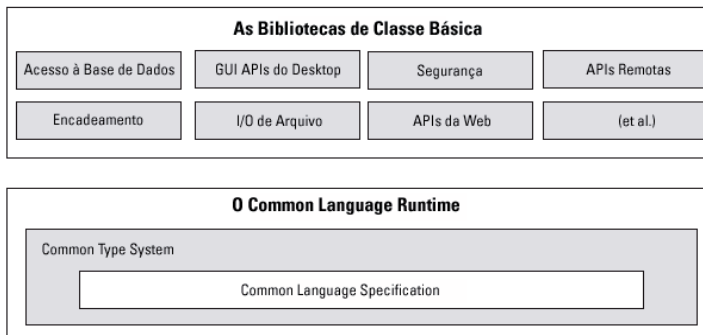 As Bibliotecas de Classe Básica
Acesso à Base de Dados
GUI APIs do Desktop
Segurança
APIs Remotas
Encadeamento
I/O de Arquivo
APIs da Web
(et al.)
O Common Language Runtime
Common Type System
Common Language Specification